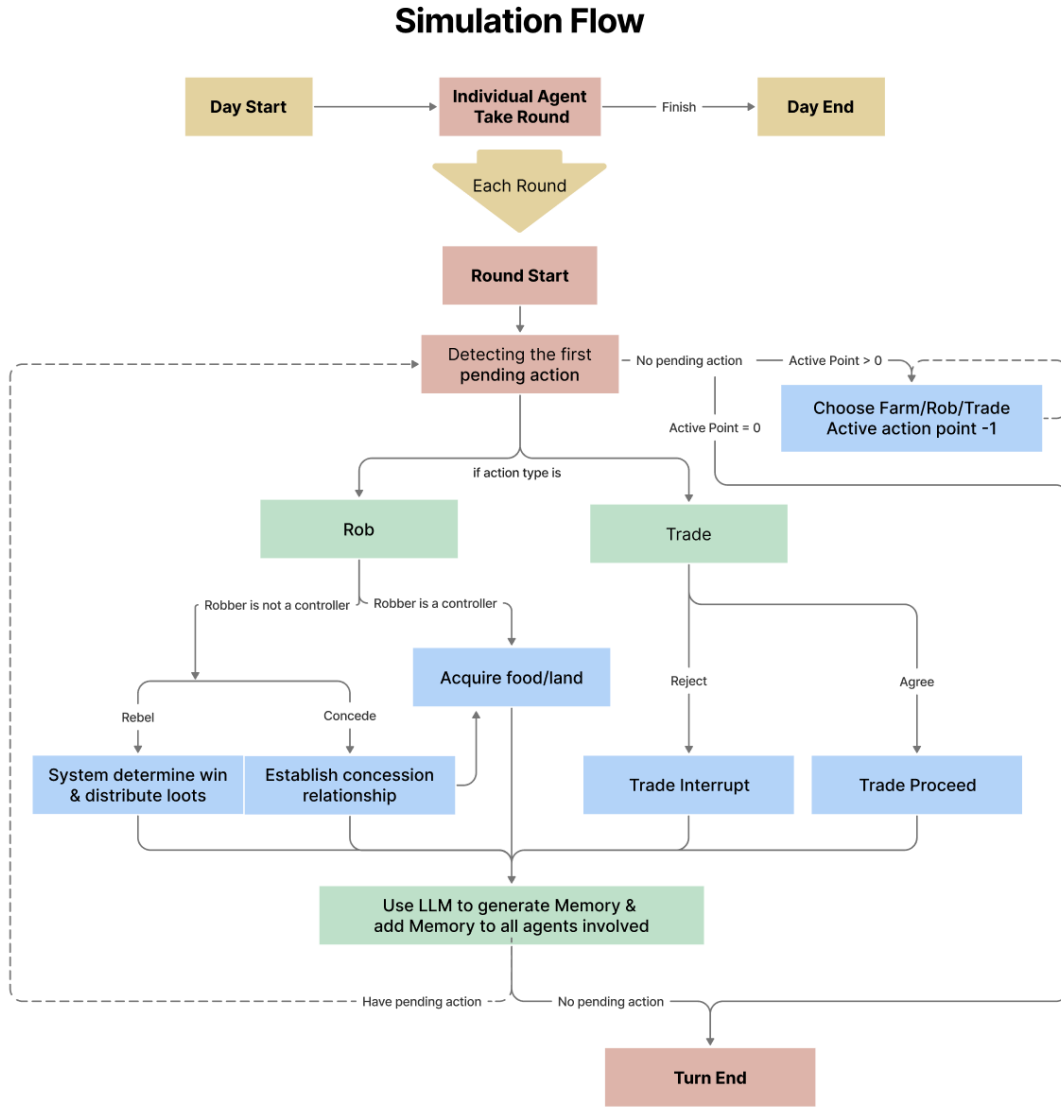 Simulation Flow
Day Start
Individual Agent
Take Round
Finish
Day End
Each Round
Round Start
Detecting the first
pending action
No pending action
Active Point > 0
Choose Farm/Rob/Trade
Active action point -1
Active Point = 0
if action type is
Rob
Trade
Robber is not a controller
Robber is a controller
Acquire food/land
Reject
Agree
Rebel
Concede
System determine win
& distribute loots
Establish concession
relationship
Trade Interrupt
Trade Proceed
Use LLM to generate Memory &
add Memory to all agents involved
Have pending action
No pending action
Turn End